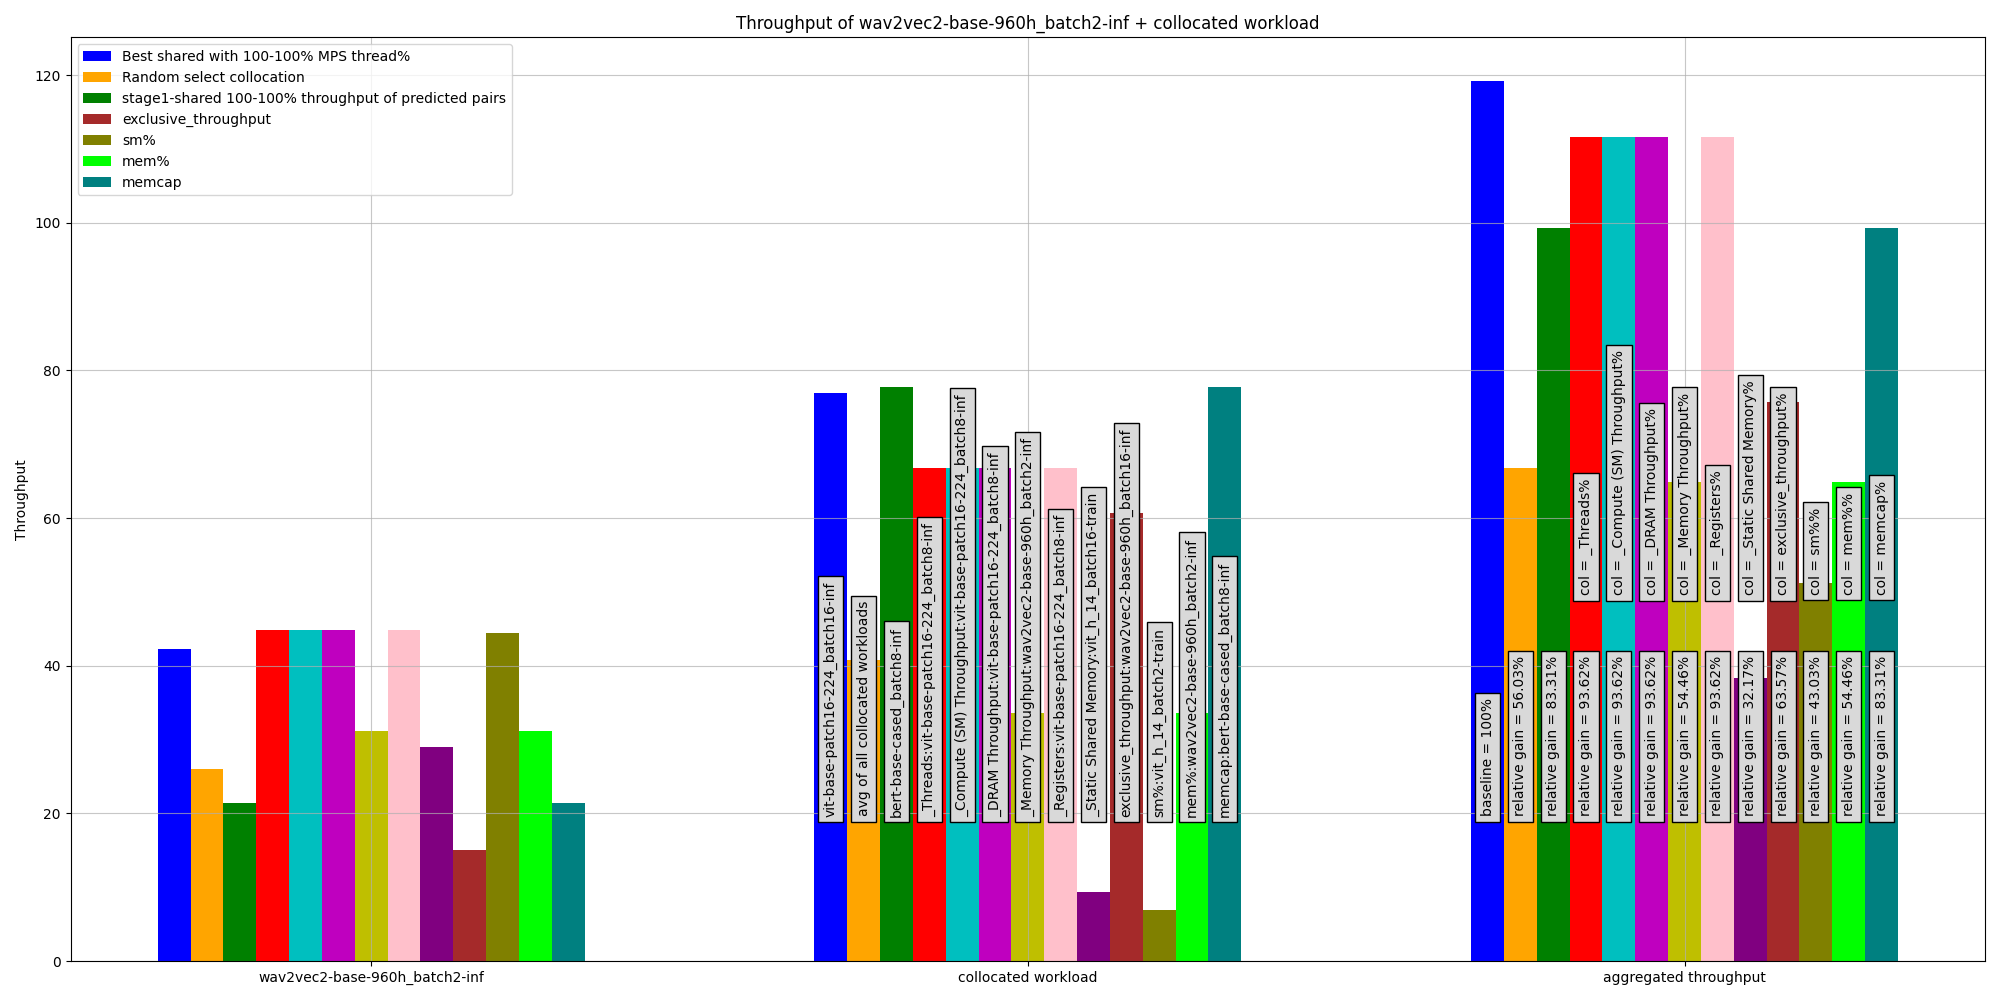 Throughput of wav2vec2-base-960h_batch2-inf + collocated workload
Best shared with 100-100% MPS thread%
Random select collocation
stage1-shared 100-100% throughput of predicted pairs
exclusive_throughput
sm%
mem%
memcap
Throughput
120
100
80
60
40
20
0
vit-base-patch16-224_batch16-inf
avg of all collocated workloads
bert-base-cased_batch8-inf
_Threads:vit-base-patch16-224_batch8-inf
_Compute (SM) Throughput:vit-base-patch16-224_batch8-inf
_DRAM Throughput:vit-base-patch16-224_batch8-inf
_Memory Throughput:wav2vec2-base-960h_batch2-inf
_Registers:vit-base-patch16-224_batch8-inf
_Static Shared Memory:vit_h_14_batch16-train
exclusive_throughput:wav2vec2-base-960h_batch16-inf
sm%:vit_h_14_batch2-train
mem%:wav2vec2-base-960h_batch2-inf
memcap:bert-base-cased_batch8-inf
col = _Threads%
col = _Compute (SM) Throughput%
col = _DRAM Throughput%
col = _Memory Throughput%
col = _Registers%
col = _Static Shared Memory%
col = exclusive_throughput%
col = sm%%
col = mem%%
col = memcap%
baseline = 100%
relative gain = 56.03%
relative gain = 83.31%
relative gain = 93.62%
relative gain = 93.62%
relative gain = 93.62%
relative gain = 54.46%
relative gain = 93.62%
relative gain = 32.17%
relative gain = 63.57%
relative gain = 43.03%
relative gain = 54.46%
relative gain = 83.31%
wav2vec2-base-960h_batch2-inf
collocated workload
aggregated throughput